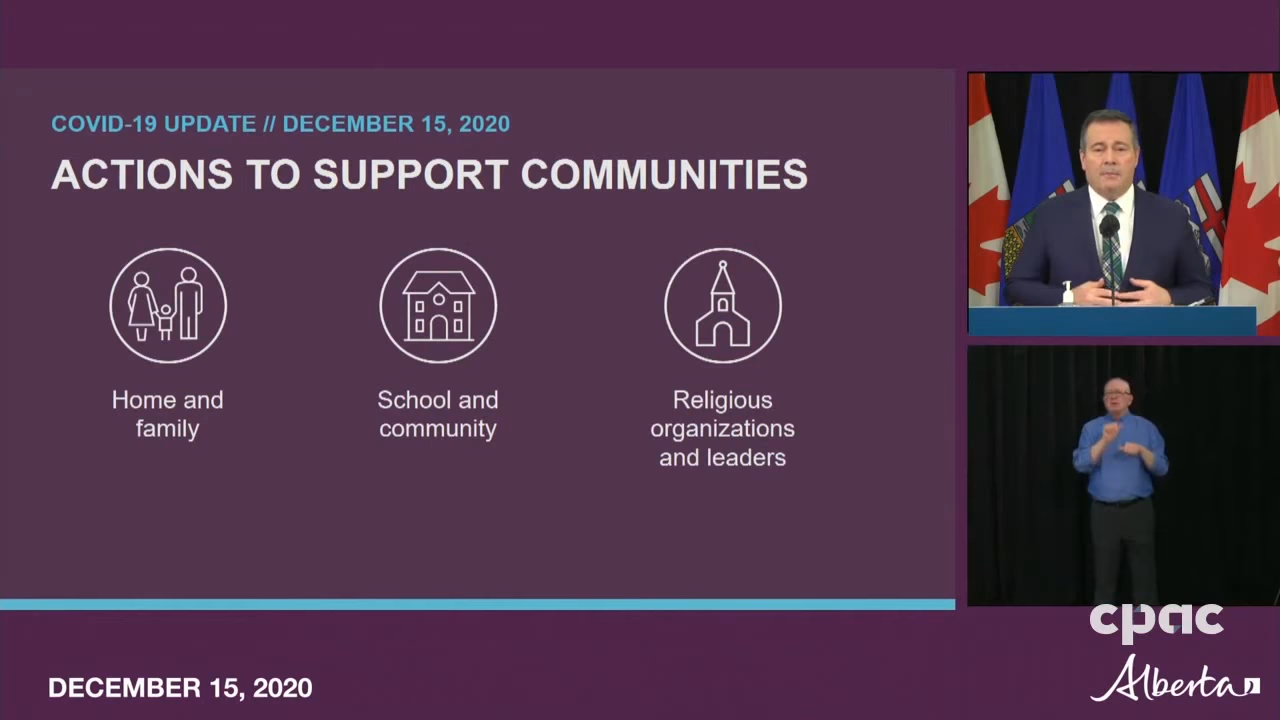 COVID-19 UPDATE // DECEMBER 15, 2020
ACTIONS TO SUPPORT COMMUNITIES
Home and
family
School and
community
Religious
organizations
and leaders
cpac
DECEMBER 15, 2020
Alberta